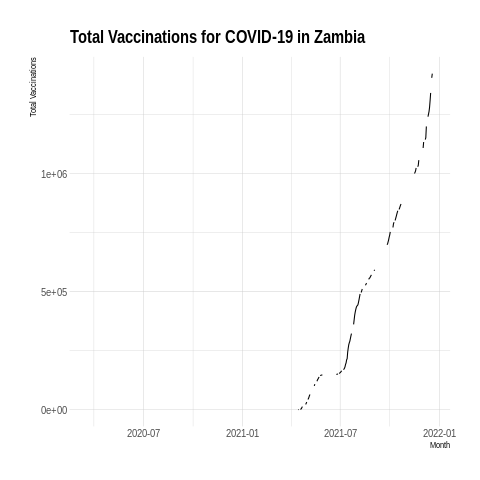 Total Vaccinations for COVID-19 in Zambia
Total Vaccinations
1e+06
5e+05
0e+00
2020-07 2021-01 2021-07 2022-01
Month